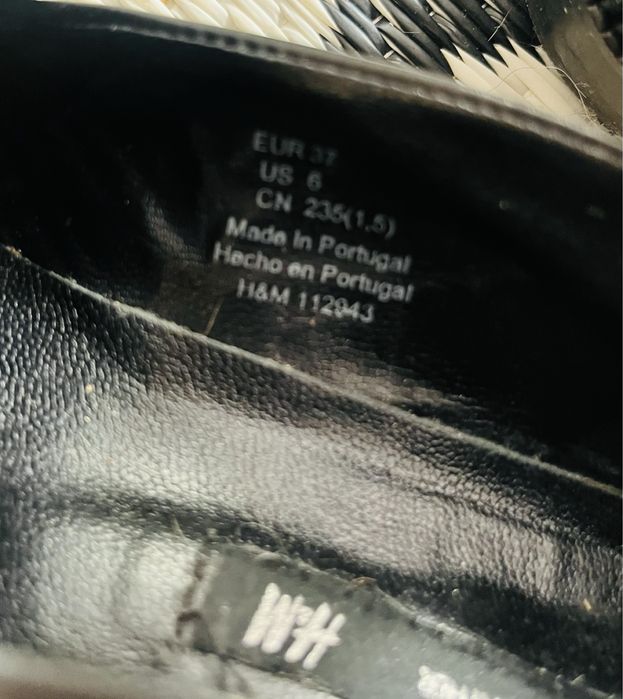 EUR 37
US 6
CN 235(1,5)
Made in Portugal
Hecho en Portugal
H&M 112943
H&M